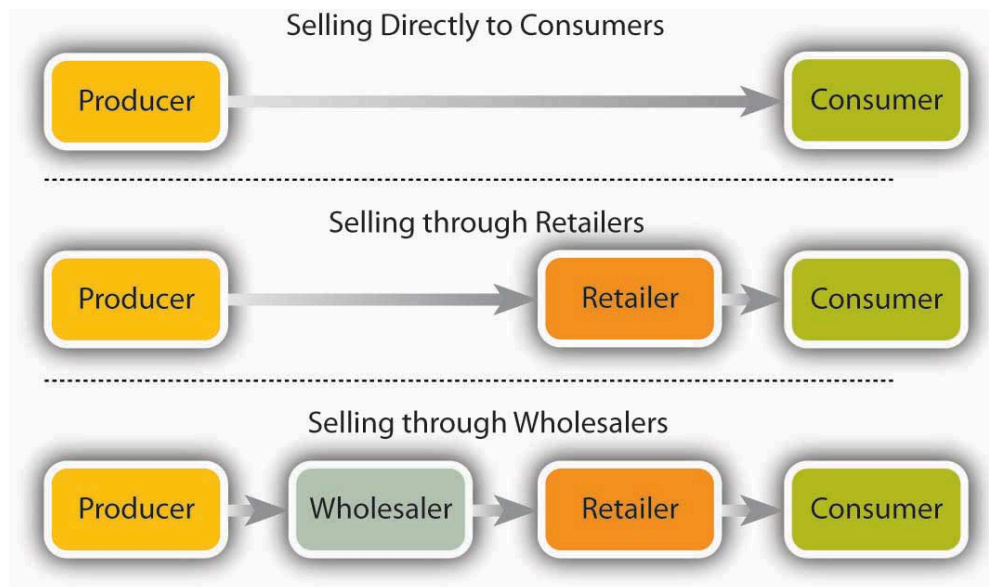 Selling Directly to Consumers
Producer Consumer
Selling through Retailers
Producer Retailer Consumer
Selling through Wholesalers
Producer Wholesaler Retailer Consumer